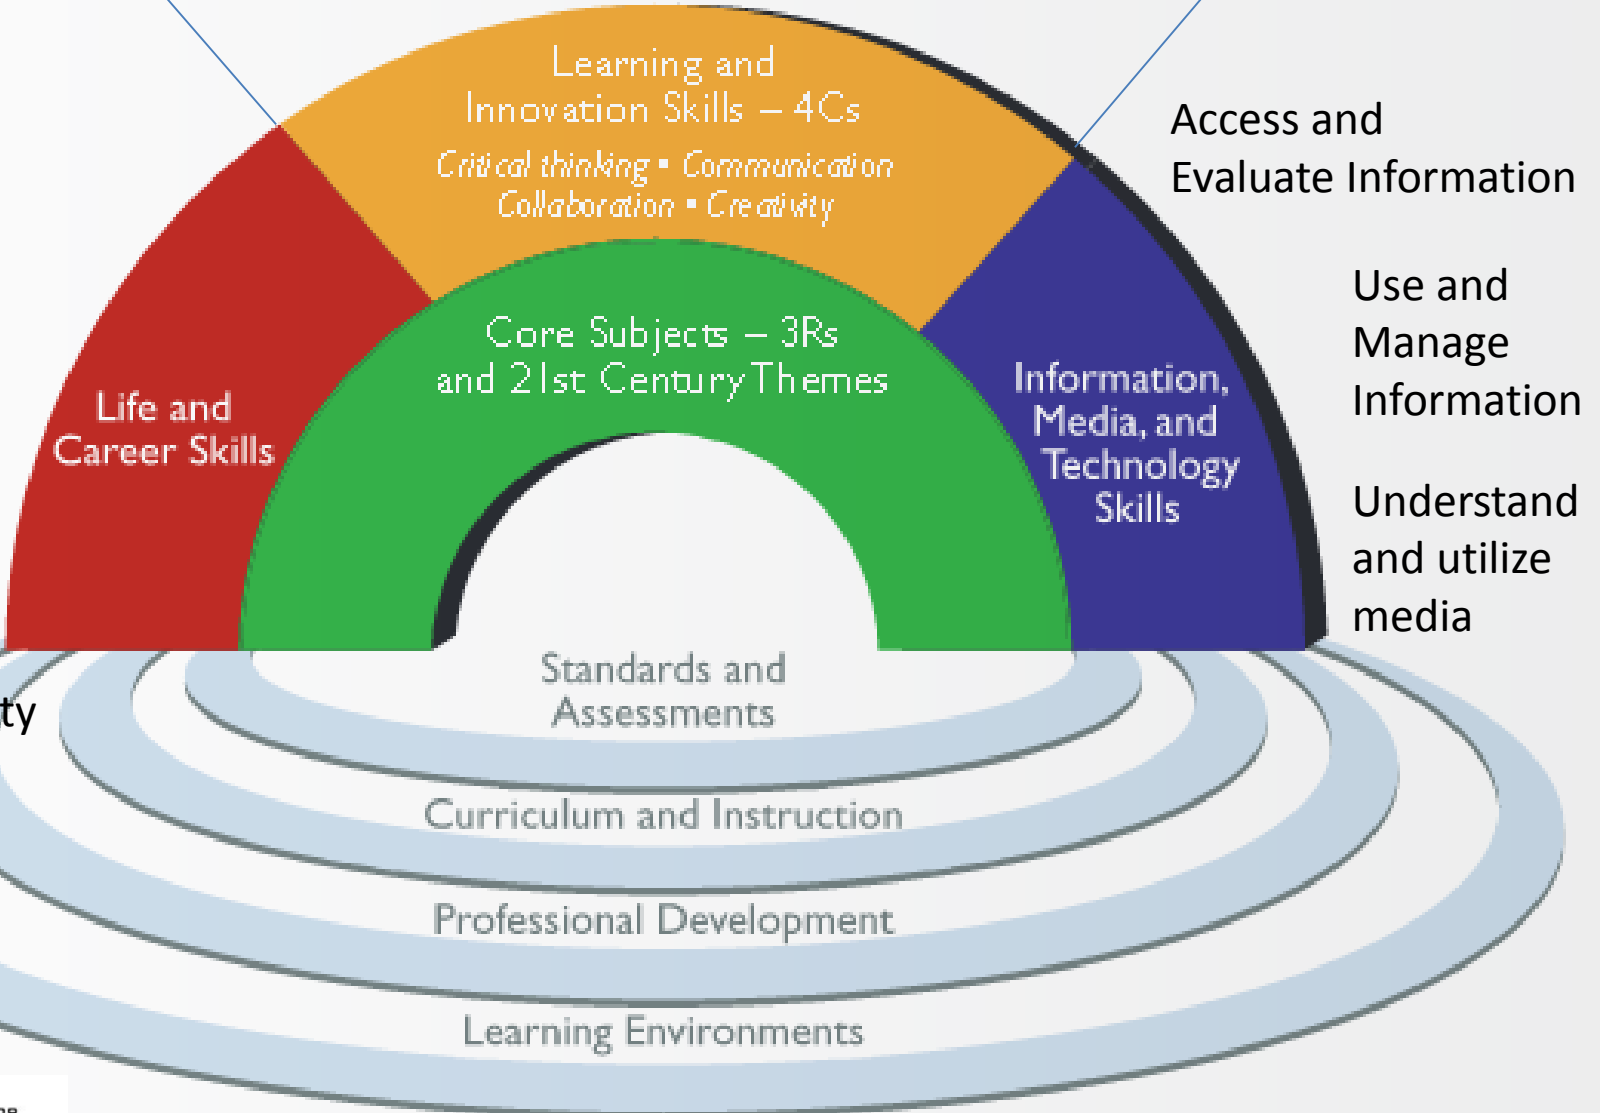 Learning and
Innovation Skills – 4Cs
Critical thinking ▪ Communication
Collaboration ▪ Creativity
Core Subjects – 3Rs
and 21st Century Themes
Life and
Career Skills
Information,
Media, and
Technology
Skills
Access and
Evaluate Information
Use and
Manage
Information
Understand
and utilize
media
Standards and
Assessments
ty
Curriculum and Instruction
Professional Development
Learning Environments